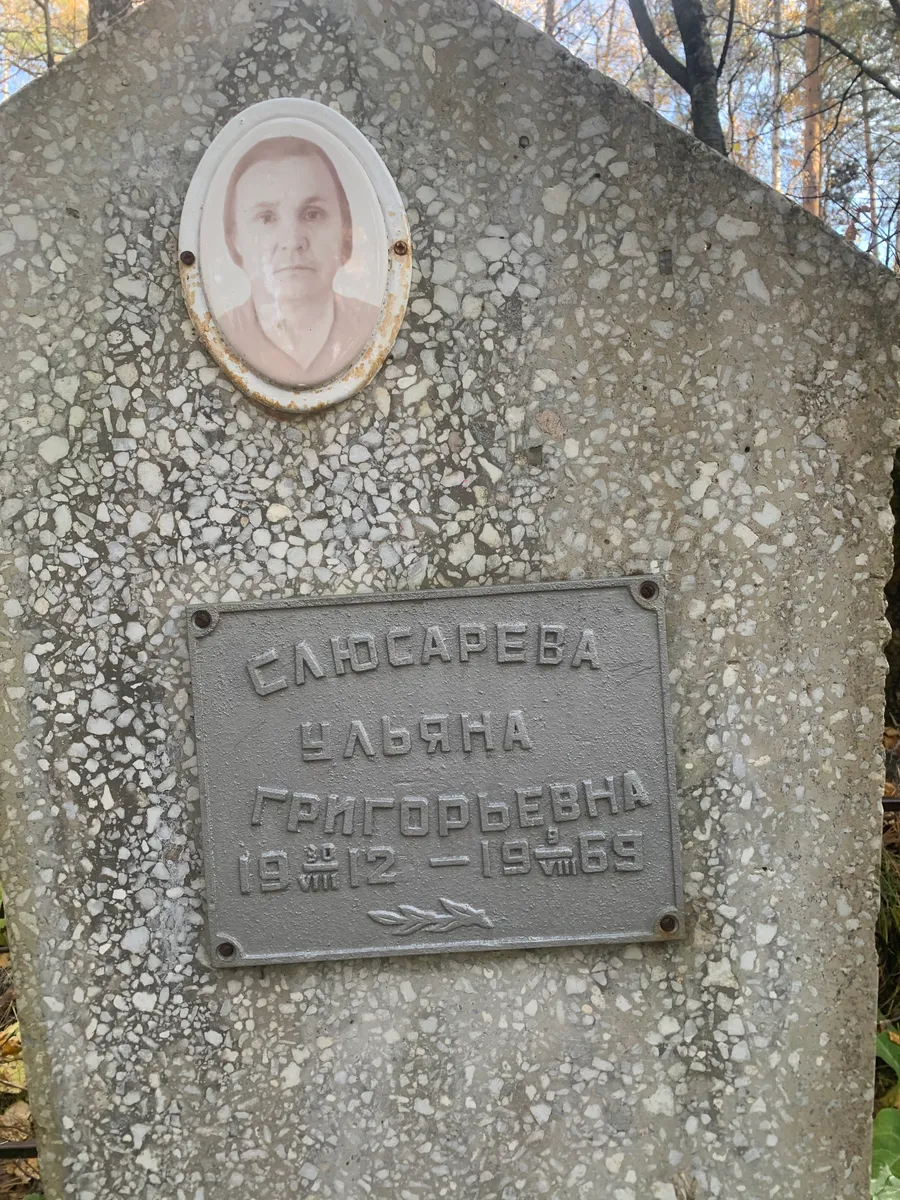 СЛЮСАРЕВА
УЛЬЯНА
ГРИГОРЬЕВНА
19 30/VIII 12 – 19 9/VIII 69